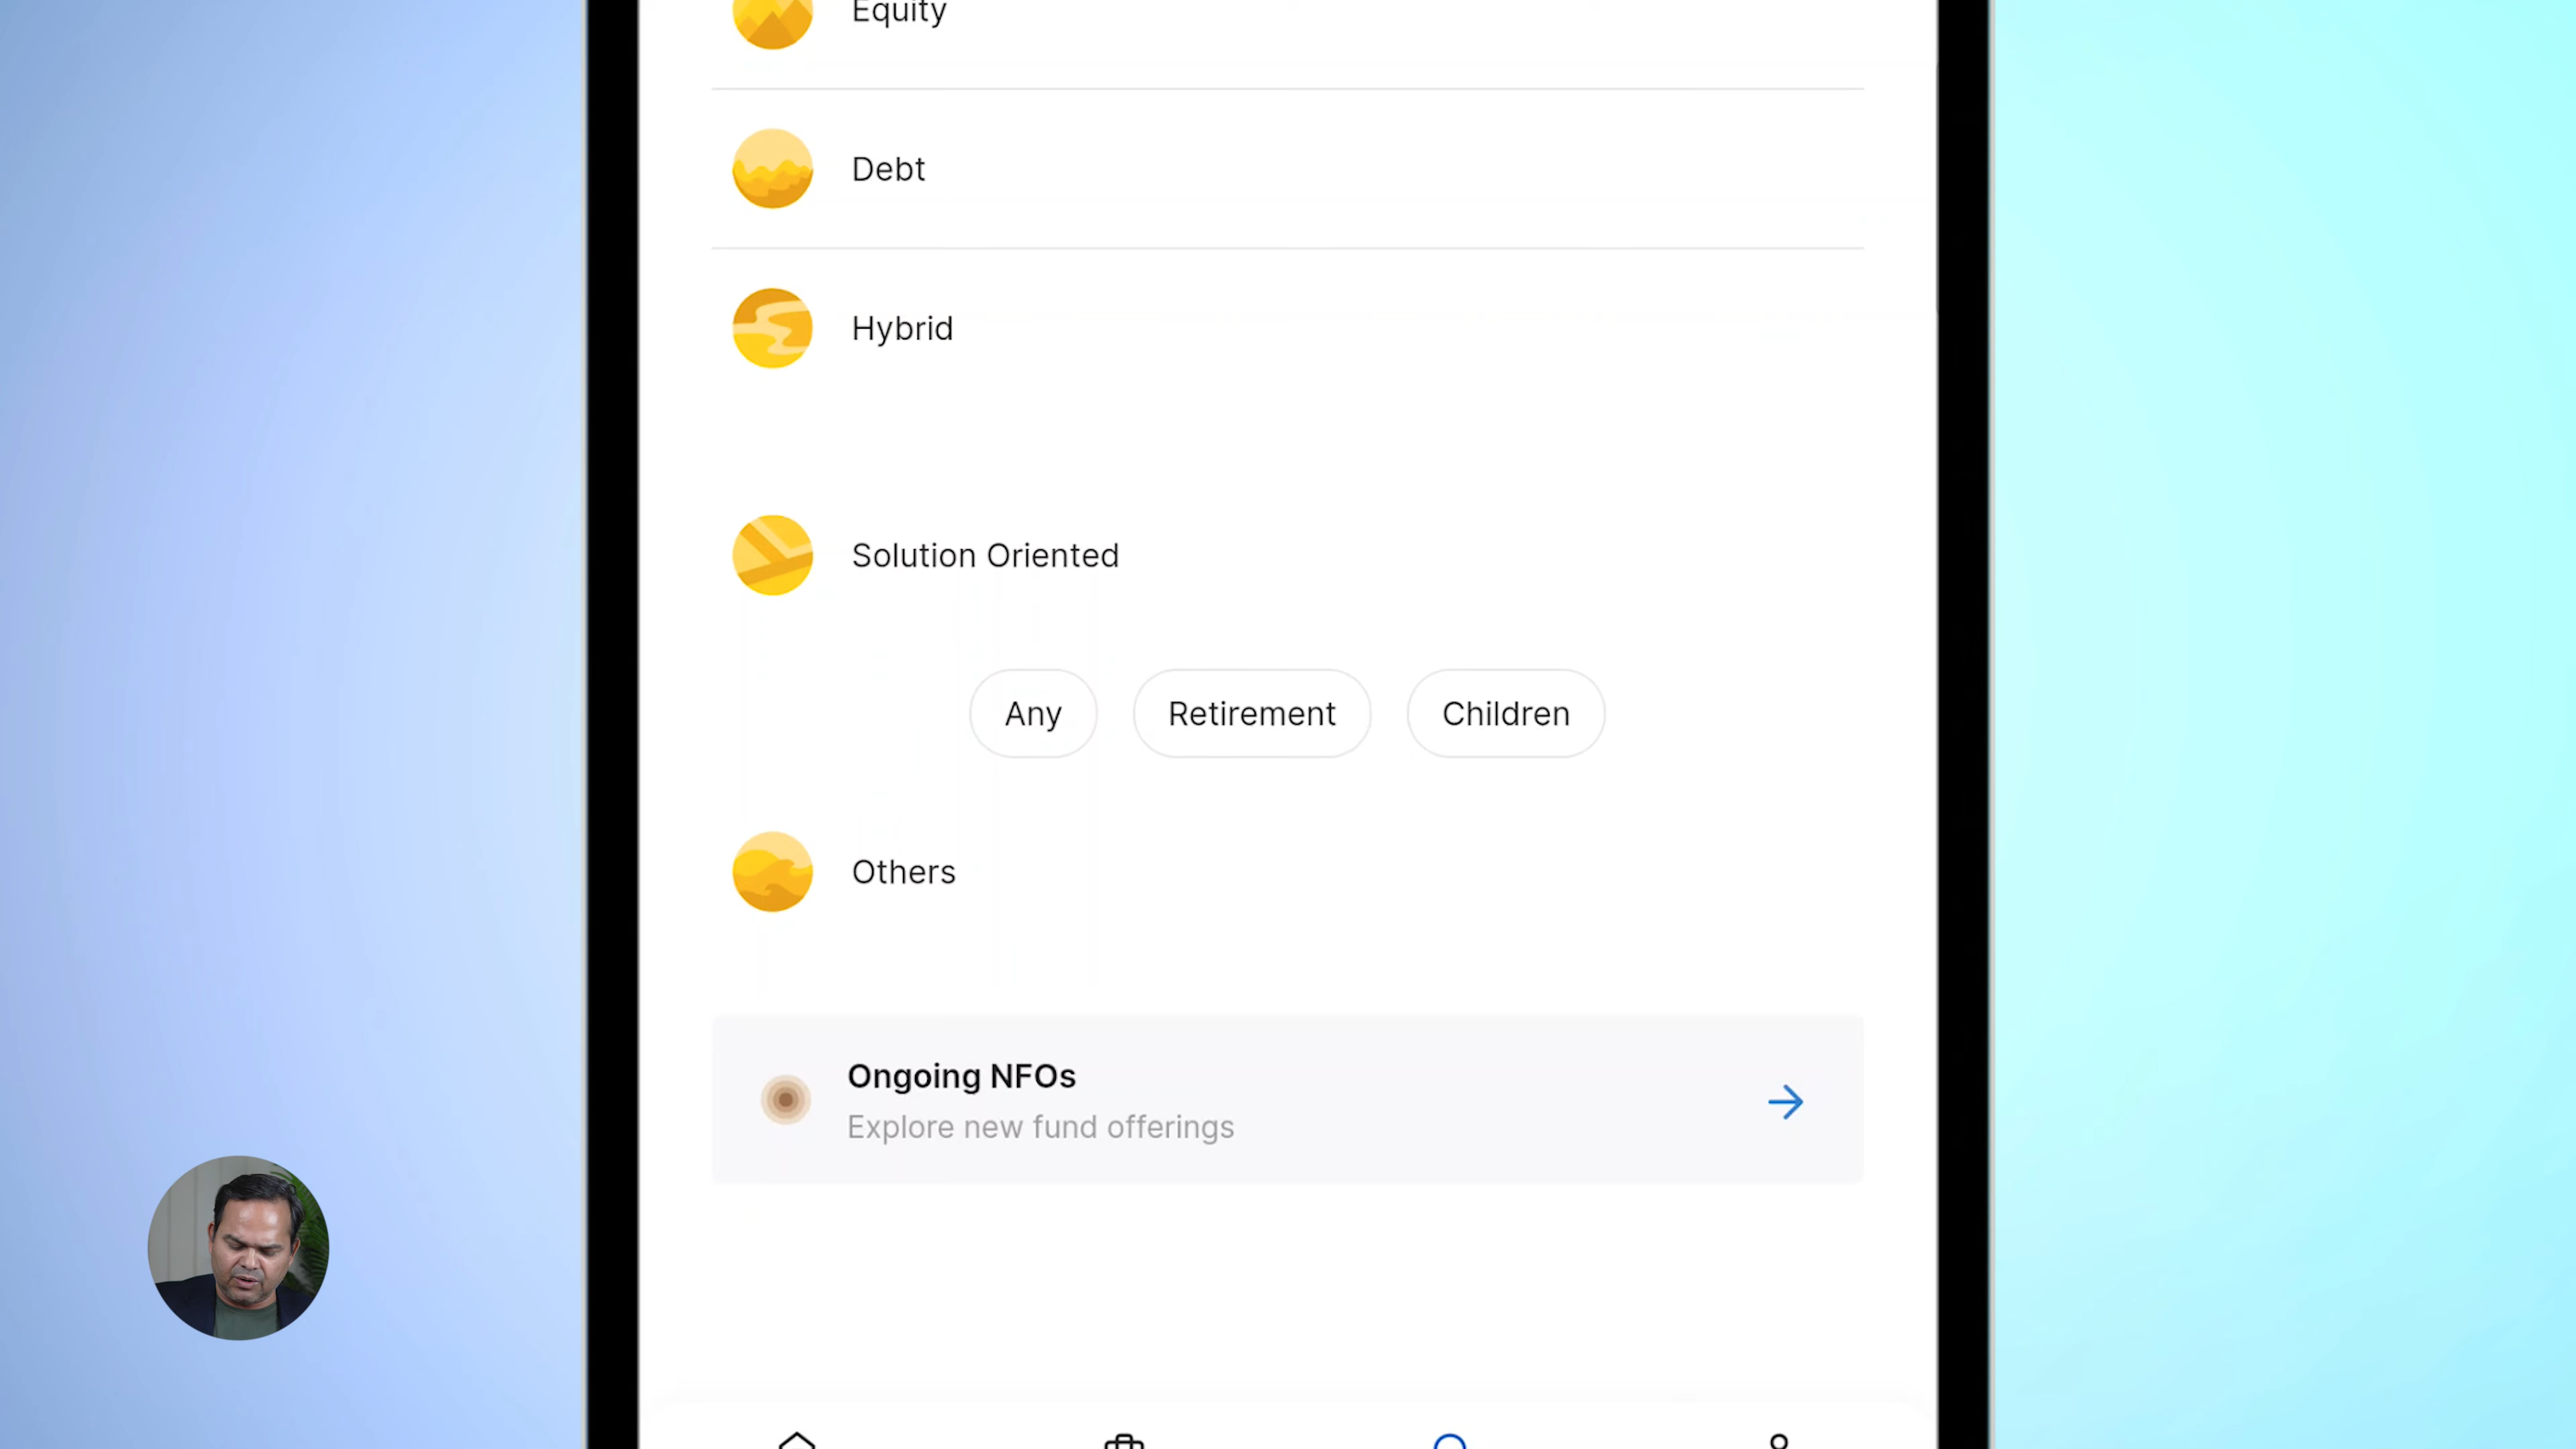 Equity
Debt
Hybrid
Solution Oriented
Any
Retirement
Children
Others
Ongoing NFOs
Explore new fund offerings